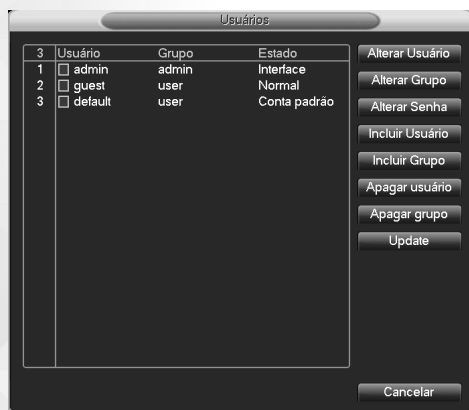 Usuários
3 Usuário Grupo Estado
1 admin admin Interface
2 guest user Normal
3 default user Conta padrão
Alterar Usuário
Alterar Grupo
Alterar Senha
Incluir Usuário
Incluir Grupo
Apagar usuário
Apagar grupo
Update
Cancelar